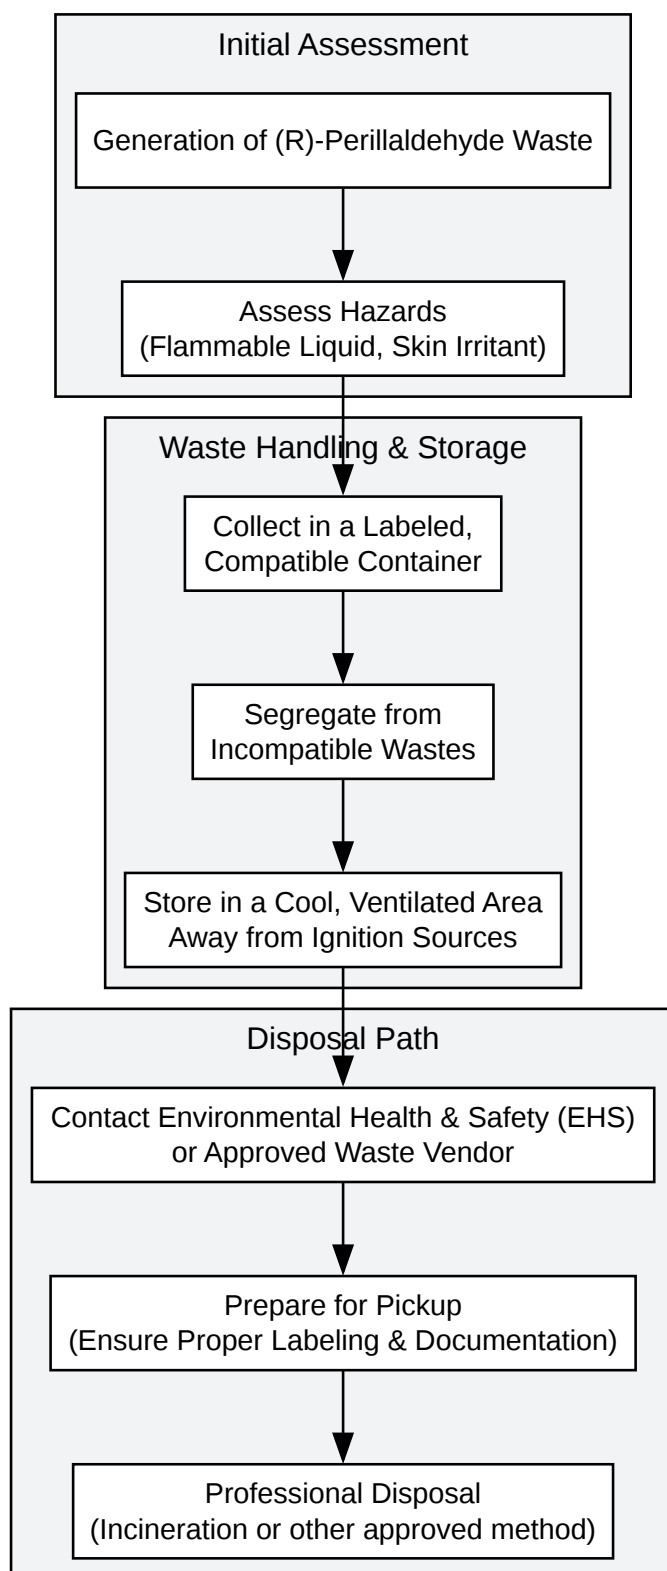 Initial Assessment
Generation of (R)-Perillaldehyde Waste
Assess Hazards
(Flammable Liquid, Skin Irritant)
Waste Handling & Storage
Collect in a Labeled,
Compatible Container
Segregate from
Incompatible Wastes
Store in a Cool, Ventilated Area
Away from Ignition Sources
Disposal Path
Contact Environmental Health & Safety (EHS)
or Approved Waste Vendor
Prepare for Pickup
(Ensure Proper Labeling & Documentation)
Professional Disposal
(Incineration or other approved method)